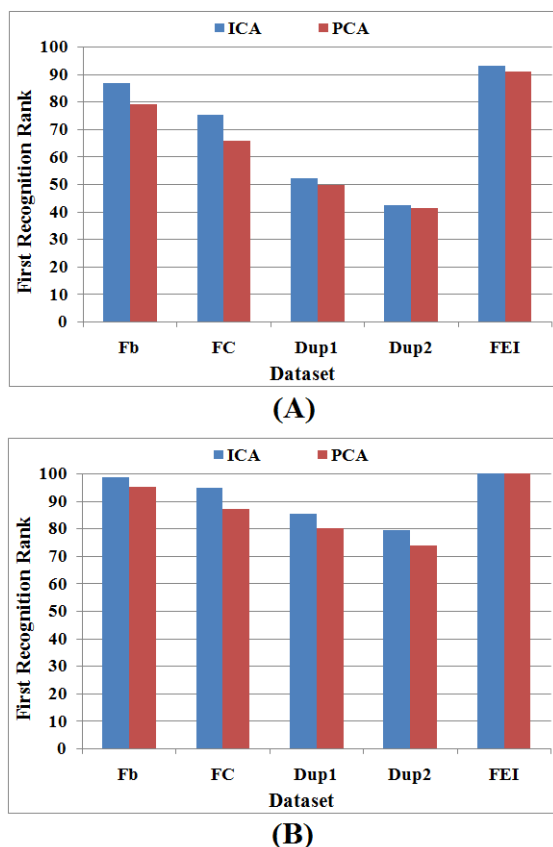 ICA PCA
100
90
80
70
60
50
40
30
20
10
0
First Recognition Rank
Fb FC Dup1 Dup2 FEI
Dataset
(A)
ICA PCA
100
90
80
70
60
50
40
30
20
10
0
First Recognition Rank
Fb FC Dup1 Dup2 FEI
Dataset
(B)